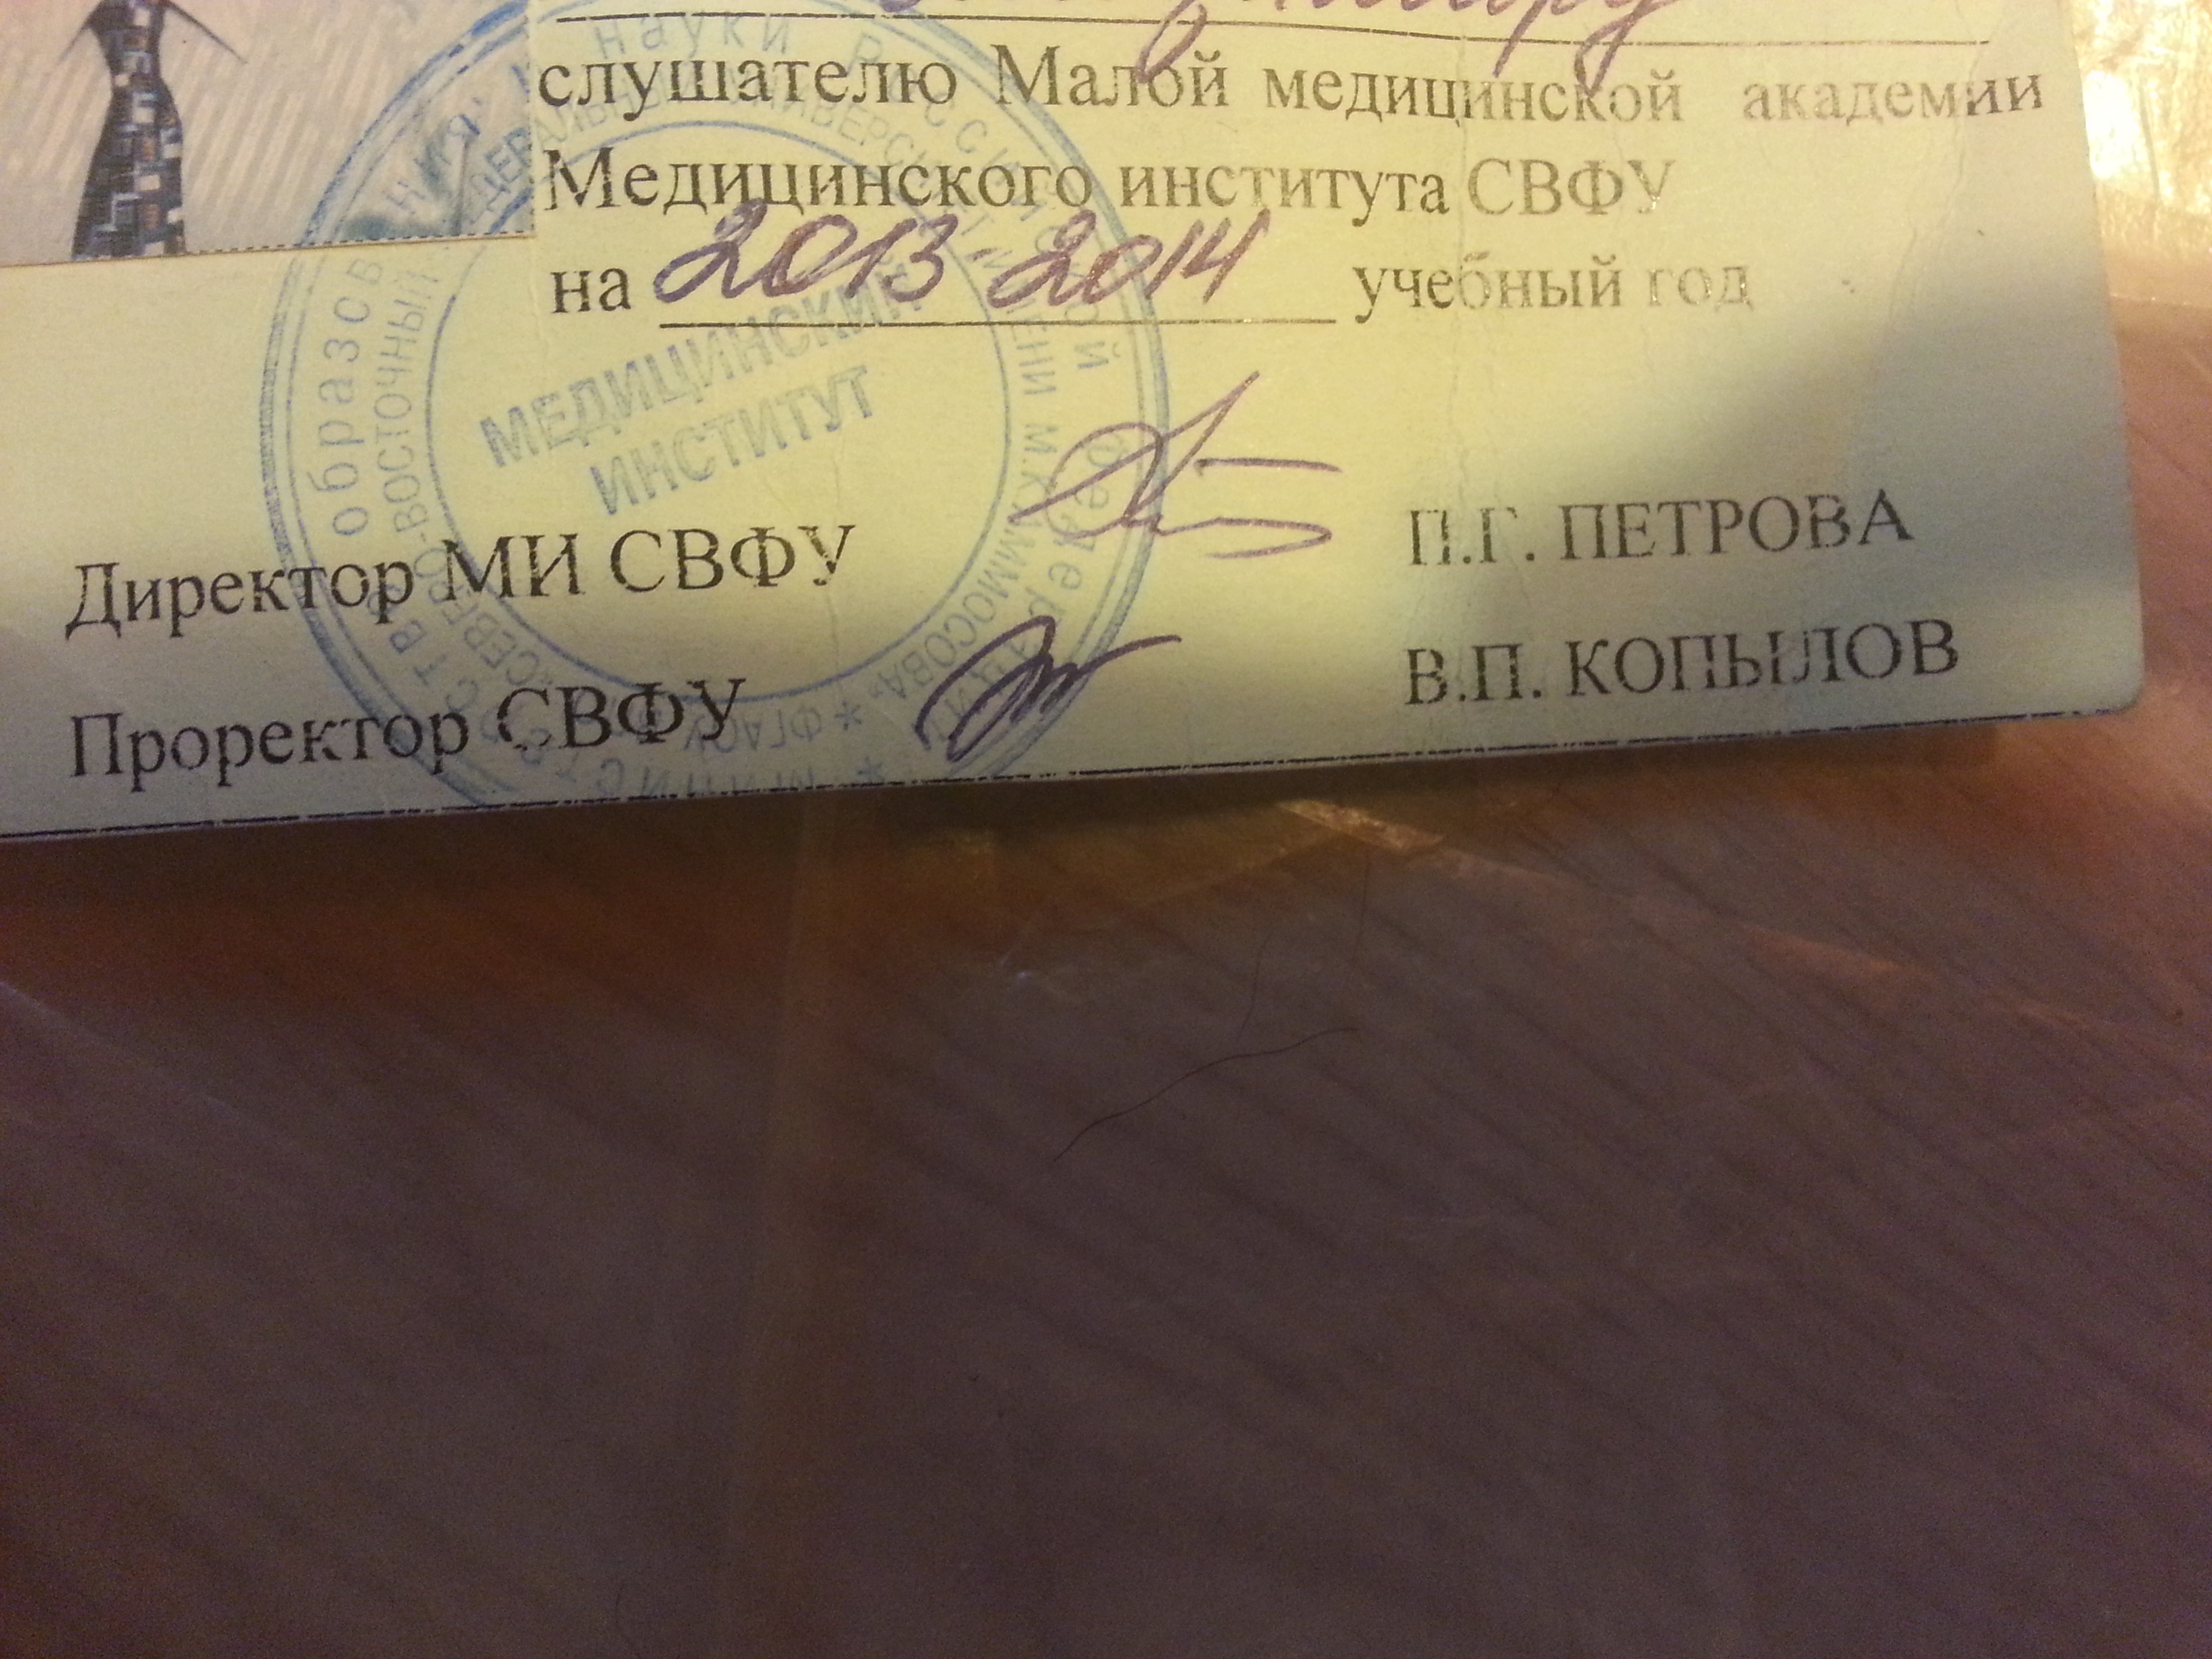 слушателю Малой медицинской академии
Медицинского института СВФУ
на 2013-2014 учебный год
МЕДИЦИНСКИЙ
ИНСТИТУТ
Директор МИ СВФУ П.Г. ПЕТРОВА
Проректор СВФУ В.П. КОПЫЛОВ